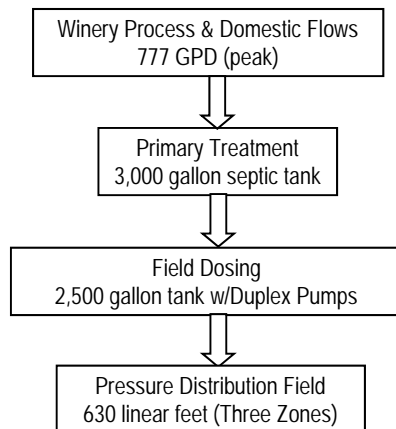 Winery Process & Domestic Flows
777 GPD (peak)
Primary Treatment
3,000 gallon septic tank
Field Dosing
2,500 gallon tank w/Duplex Pumps
Pressure Distribution Field
630 linear feet (Three Zones)